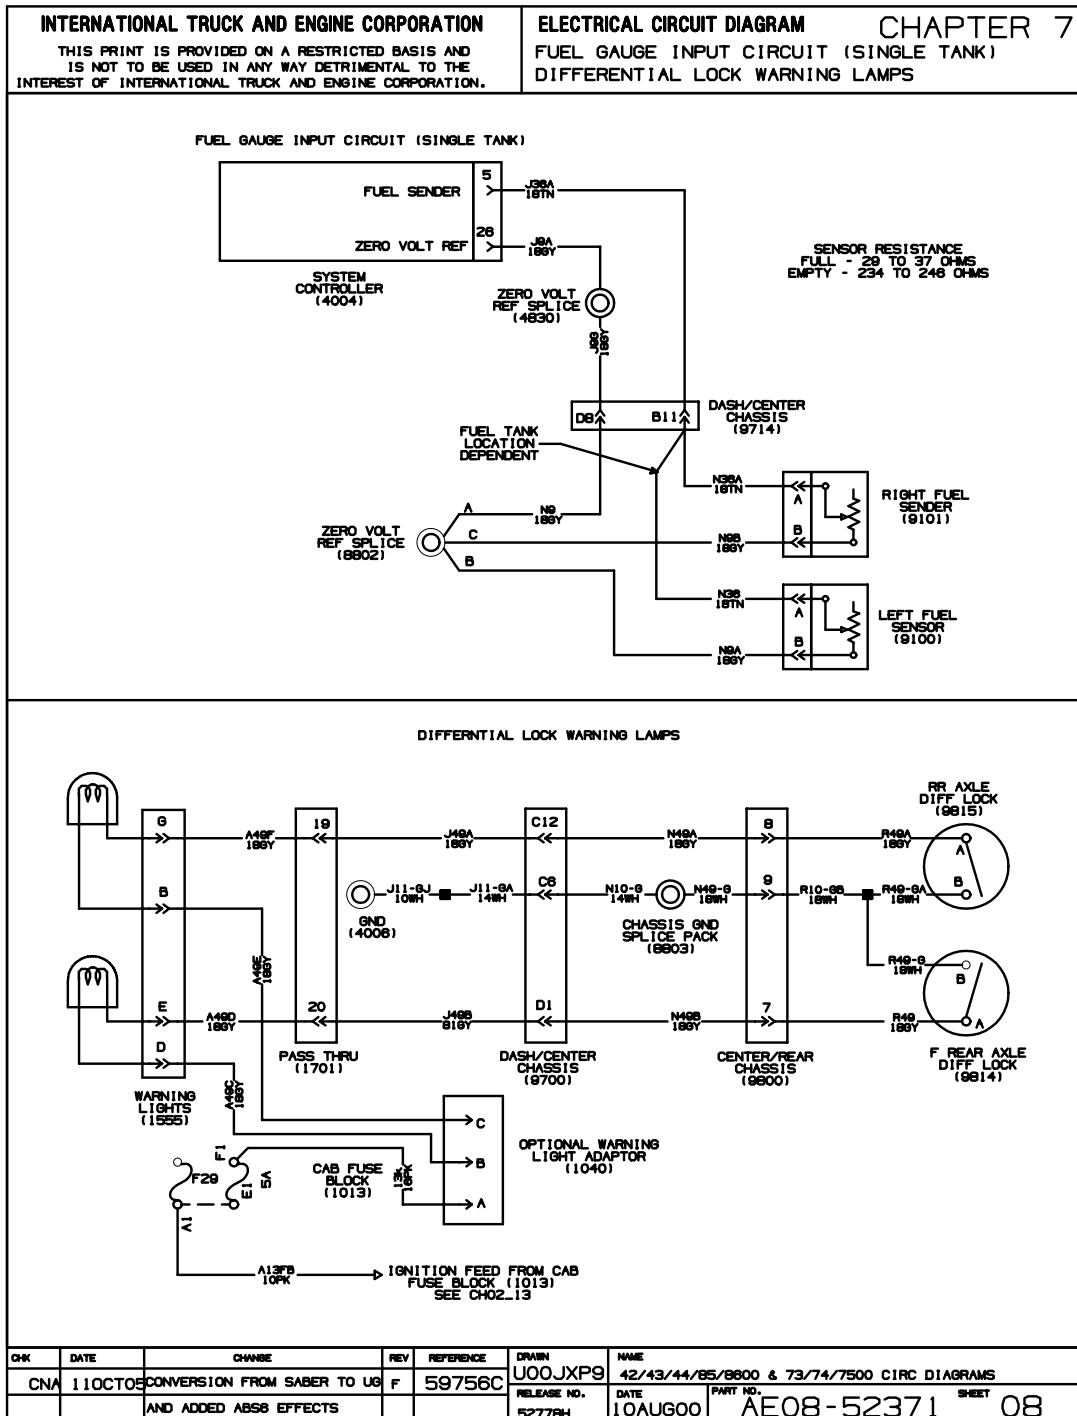 INTERNATIONAL TRUCK AND ENGINE CORPORATION
THIS PRINT IS PROVIDED ON A RESTRICTED BASIS AND
IS NOT TO BE USED IN ANY WAY DETRIMENTAL TO THE
INTEREST OF INTERNATIONAL TRUCK AND ENGINE CORPORATION.
ELECTRICAL CIRCUIT DIAGRAM
CHAPTER 7
FUEL GAUGE INPUT CIRCUIT (SINGLE TANK)
DIFFERENTIAL LOCK WARNING LAMPS
FUEL GAUGE INPUT CIRCUIT (SINGLE TANK)
FUEL SENDER
5
J36A
18TN
ZERO VOLT REF
26
J9A
18GY
SYSTEM
CONTROLLER
(4004)
SENSOR RESISTANCE
FULL - 29 TO 37 OHMS
EMPTY - 234 TO 246 OHMS
ZERO VOLT
REF SPLICE
(4830)
J9G
18GY
D8
B11
DASH/CENTER
CHASSIS
(9714)
FUEL TANK
LOCATION
DEPENDENT
N36A
18TN
A
B
RIGHT FUEL
SENDER
(9101)
ZERO VOLT
REF SPLICE
(8802)
A
C
B
N9
18GY
N9B
18GY
N36
18TN
A
B
LEFT FUEL
SENSOR
(9100)
N9A
18GY
DIFFERNTIAL LOCK WARNING LAMPS
G
A49F
18GY
19
J49A
18GY
C12
N49A
18GY
8
R49A
18GY
RR AXLE
DIFF LOCK
(9815)
A
B
B
GND
(4006)
J11-GJ
10WH
J11-GA
14WH
C6
N10-G
14WH
CHASSIS GND
SPLICE PACK
(8803)
N49-G
18WH
9
R10-GB
18WH
R49-GA
18WH
R49-G
18WH
A49E
18GY
E
A49D
18GY
20
J49B
81GY
D1
N49B
18GY
7
R49
18GY
B
A
F REAR AXLE
DIFF LOCK
(9814)
D
A49C
18GY
WARNING
LIGHTS
(1555)
PASS THRU
(1701)
DASH/CENTER
CHASSIS
(9700)
CENTER/REAR
CHASSIS
(9800)
C
B
A
OPTIONAL WARNING
LIGHT ADAPTOR
(1040)
F29
F1
E1
5A
A1
CAB FUSE
BLOCK
(1013)
13K
16PK
A13FB
10PK
IGNITION FEED FROM CAB
FUSE BLOCK (1013)
SEE CH02_13
CHK
DATE
CHANGE
REV
REFERENCE
DRAWN
NAME
CNA
11OCT05
CONVERSION FROM SABER TO UG
F
59756C
U00JXP9
42/43/44/85/8600 & 73/74/7500 CIRC DIAGRAMS
AND ADDED ABS6 EFFECTS
RELEASE NO.
52778H
DATE
10AUG00
PART NO.
AE08-52371
SHEET
08